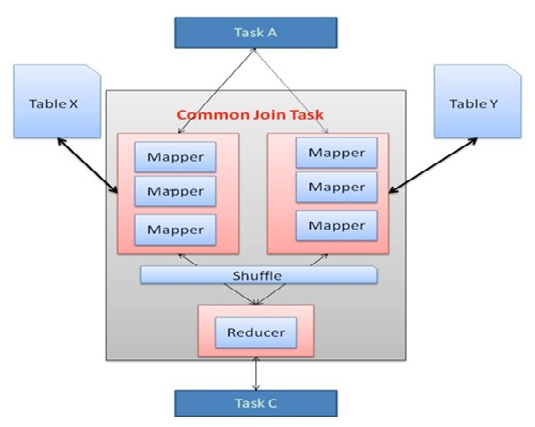 Task A
Table X
Table Y
Common Join Task
Mapper
Mapper
Mapper
Mapper
Mapper
Mapper
Shuffle
Reducer
Task C